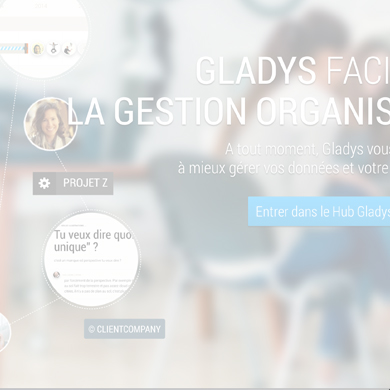 GLADYS FACI
LA GESTION ORGANIS
A tout moment, Gladys vous
à mieux gérer vos données et votre
Entrer dans le Hub Gladys
PROJET Z
Tu veux dire quo
unique" ?
© CLIENTCOMPANY